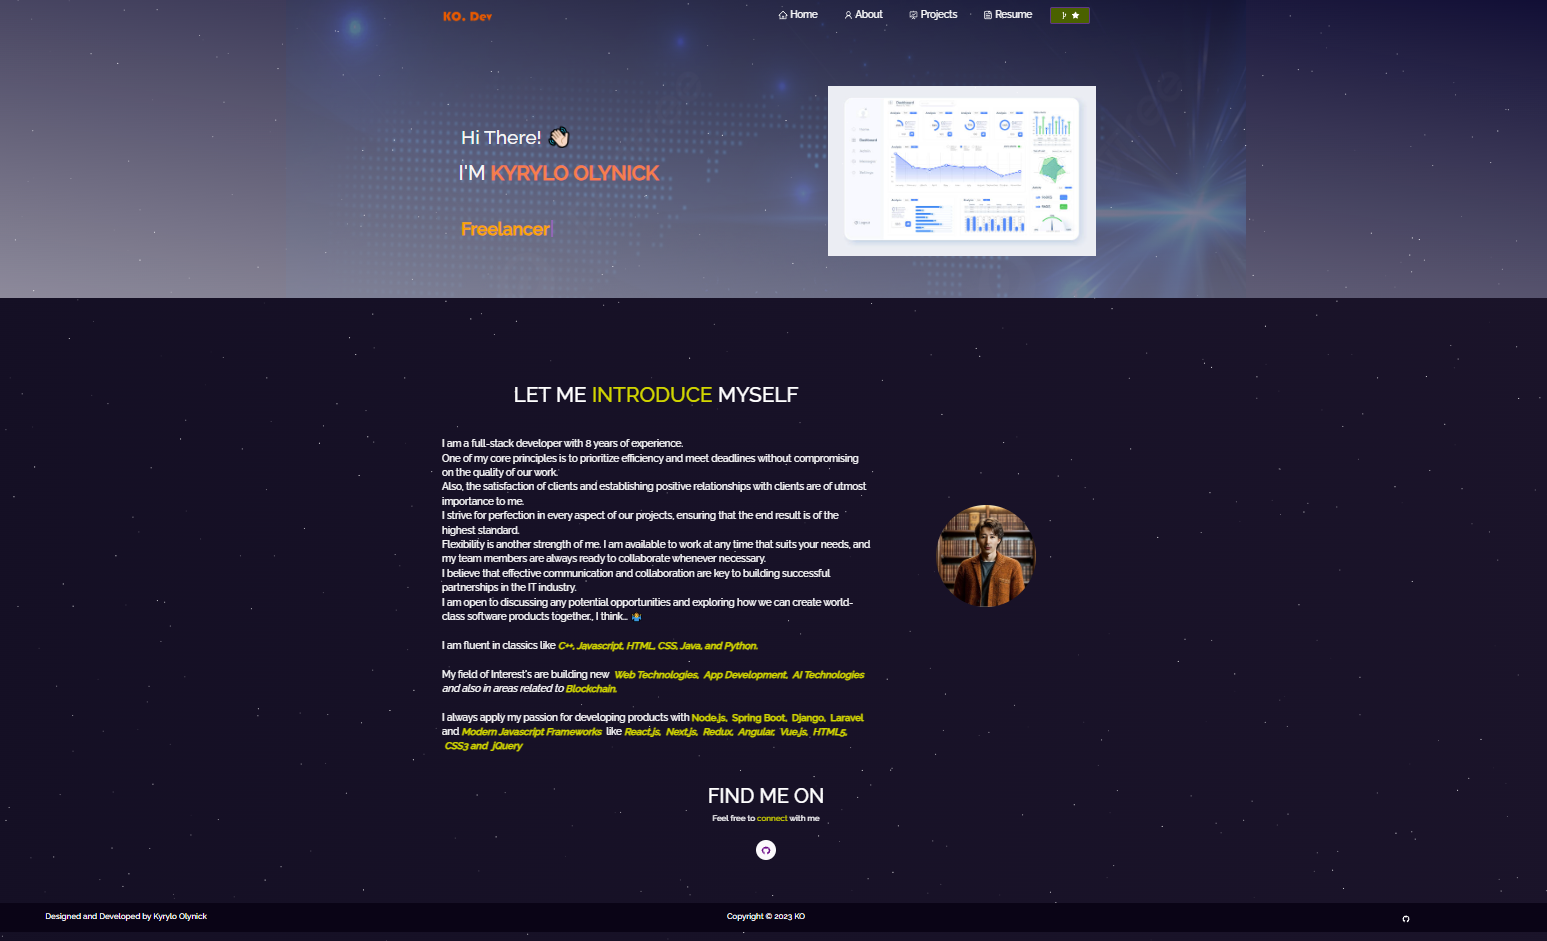 KO. Dev
Home
About
Projects
Resume
Hi There!
I'M KYRYLO OLYNICK
Freelancer
Dashboard
LET ME INTRODUCE MYSELF
I am a full-stack developer with 8 years of experience.
One of my core principles is to prioritize efficiency and meet deadlines without compromising
on the quality of our work.
Also, the satisfaction of clients and establishing positive relationships with clients are of utmost
importance to me.
I strive for perfection in every aspect of our projects, ensuring that the end result is of the
highest standard.
Flexibility is another strength of me. I am available to work at any time that suits your needs, and
my team members are always ready to collaborate whenever necessary.
I believe that effective communication and collaboration are key to building successful
partnerships in the IT industry.
I am open to discussing any potential opportunities and exploring how we can create world-
class software products together., I think...
I am fluent in classics like C++, Javascript, HTML, CSS, Java, and Python.
My field of Interest's are building new Web Technologies, App Development, AI Technologies
and also in areas related to Blockchain.
I always apply my passion for developing products with Node.js, Spring Boot, Django, Laravel
and Modern Javascript Frameworks like React.js, Next.js, Redux, Angular, Vue.js, HTML5,
CSS3 and jQuery
FIND ME ON
Feel free to connect with me
Designed and Developed by Kyrylo Olynick
Copyright © 2023 KO